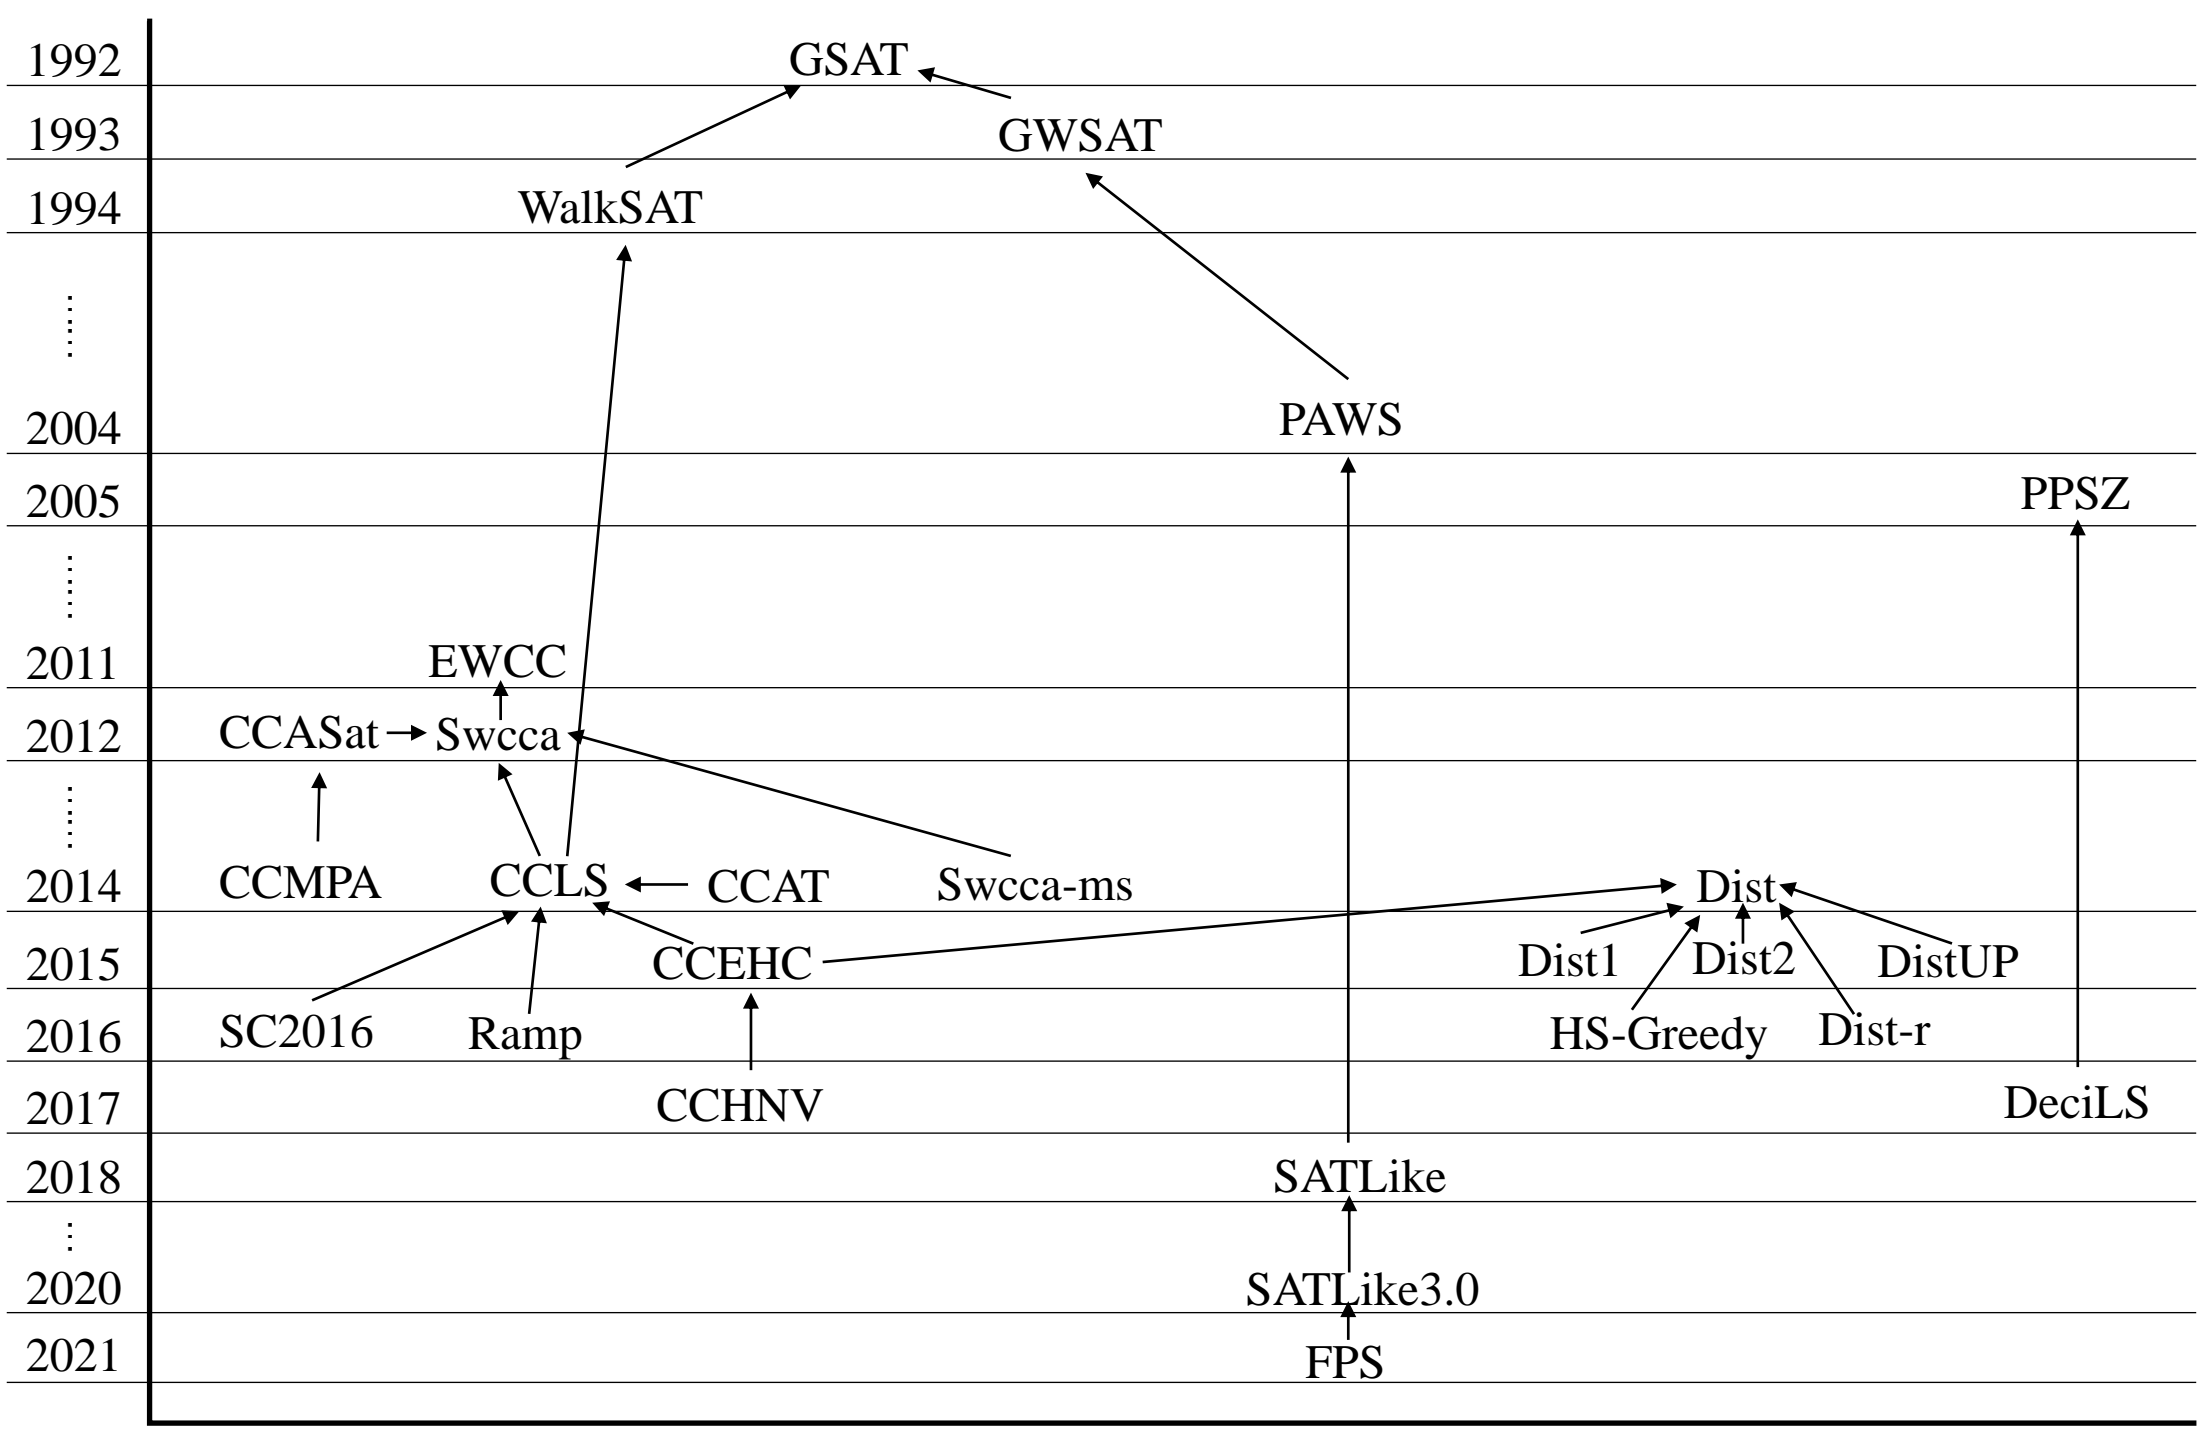 1992 GSAT
1993 GWSAT
1994 WalkSAT
2004 PAWS
2005 PPSZ
2011 EWCC
2012 CCASat Swcca
2014 CCMPA CCLS CCAT Swcca-ms Dist
2015 CCEHC Dist1 Dist2 DistUP
2016 SC2016 Ramp HS-Greedy Dist-r
2017 CCHNV DeciLS
2018 SATLike
2020 SATLike3.0
2021 FPS